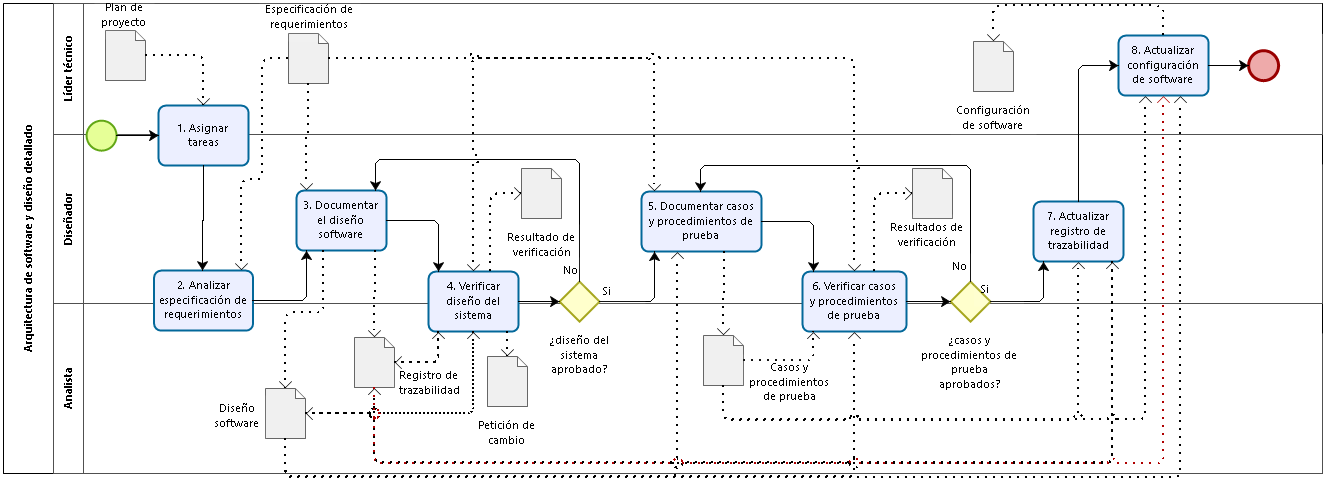 Arquitectura de software y diseño detallado
Líder técnico
Plan de
proyecto
Especificación de
requerimientos
1. Asignar
tareas
Configuración
de software
8. Actualizar
configuración
de software
Diseñador
2. Analizar
especificación de
requerimientos
3. Documentar
el diseño
software
4. Verificar
diseño del
sistema
Resultado de
verificación
No
Si
¿diseño del
sistema
aprobado?
5. Documentar casos
y procedimientos de
prueba
6. Verificar casos
y procedimientos
de prueba
Resultados de
verificación
No
Si
¿casos y
procedimientos de
prueba
aprobados?
7. Actualizar
registro de
trazabilidad
Analista
Diseño
software
Registro de
trazabilidad
Petición de
cambio
Casos y
procedimientos
de prueba